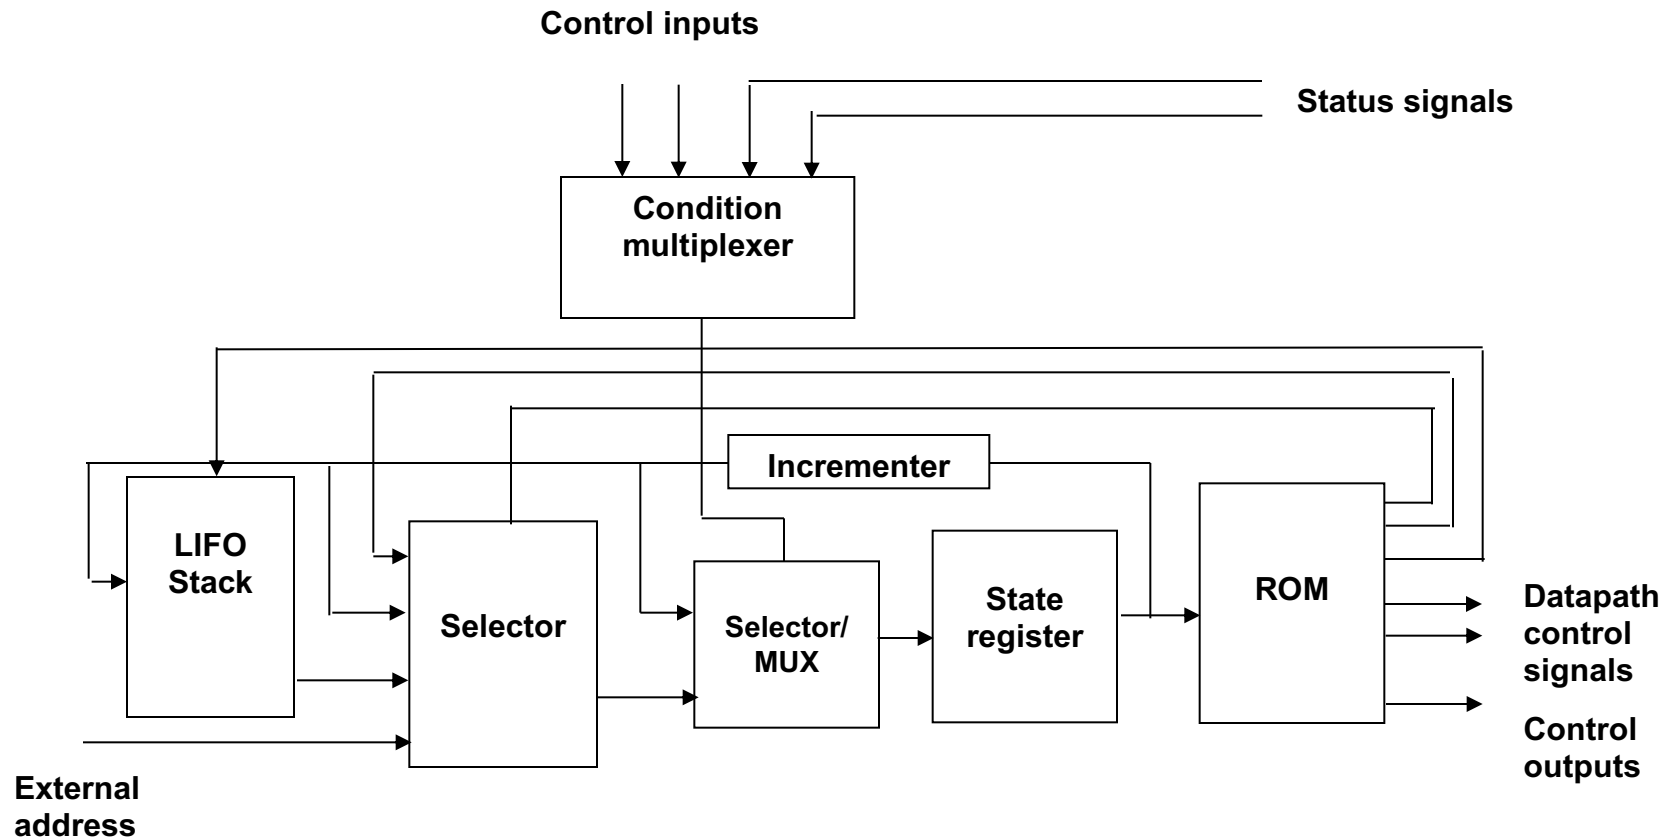 Control inputs
Status signals
Condition
multiplexer
Incrementer
LIFO
Stack
Selector
Selector/
MUX
State
register
ROM
Datapath
control
signals
Control
outputs
External
address